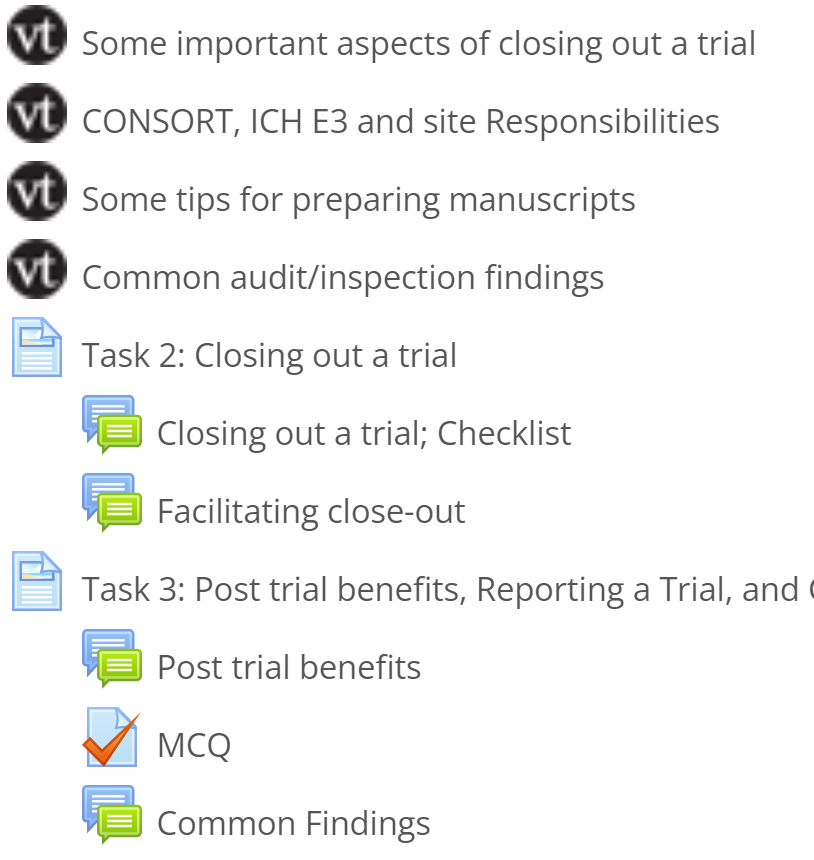 vt Some important aspects of closing out a trial
vt CONSORT, ICH E3 and site Responsibilities
vt Some tips for preparing manuscripts
vt Common audit/inspection findings
Task 2: Closing out a trial
Closing out a trial; Checklist
Facilitating close-out
Task 3: Post trial benefits, Reporting a Trial, and
Post trial benefits
MCQ
Common Findings